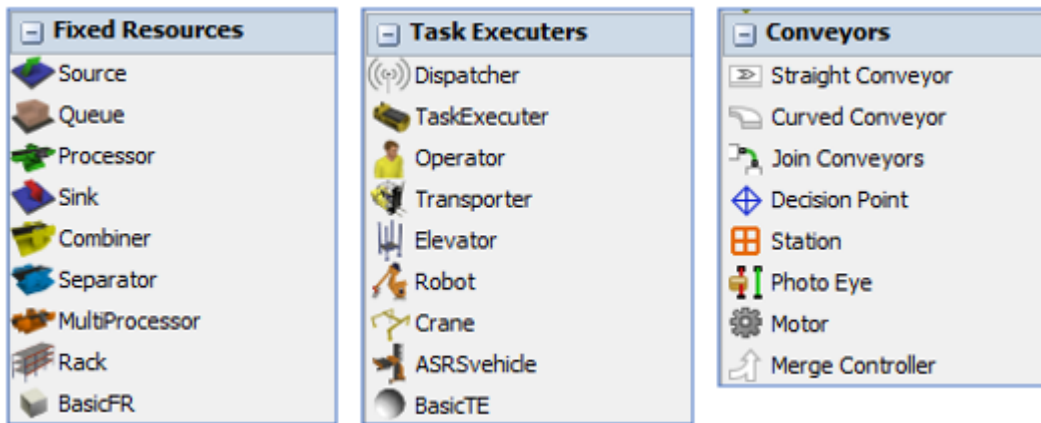 Fixed Resources
Source
Queue
Processor
Sink
Combiner
Separator
MultiProcessor
Rack
BasicFR
Task Executers
Dispatcher
TaskExecuter
Operator
Transporter
Elevator
Robot
Crane
ASRSvehicle
BasicTE
Conveyors
Straight Conveyor
Curved Conveyor
Join Conveyors
Decision Point
Station
Photo Eye
Motor
Merge Controller